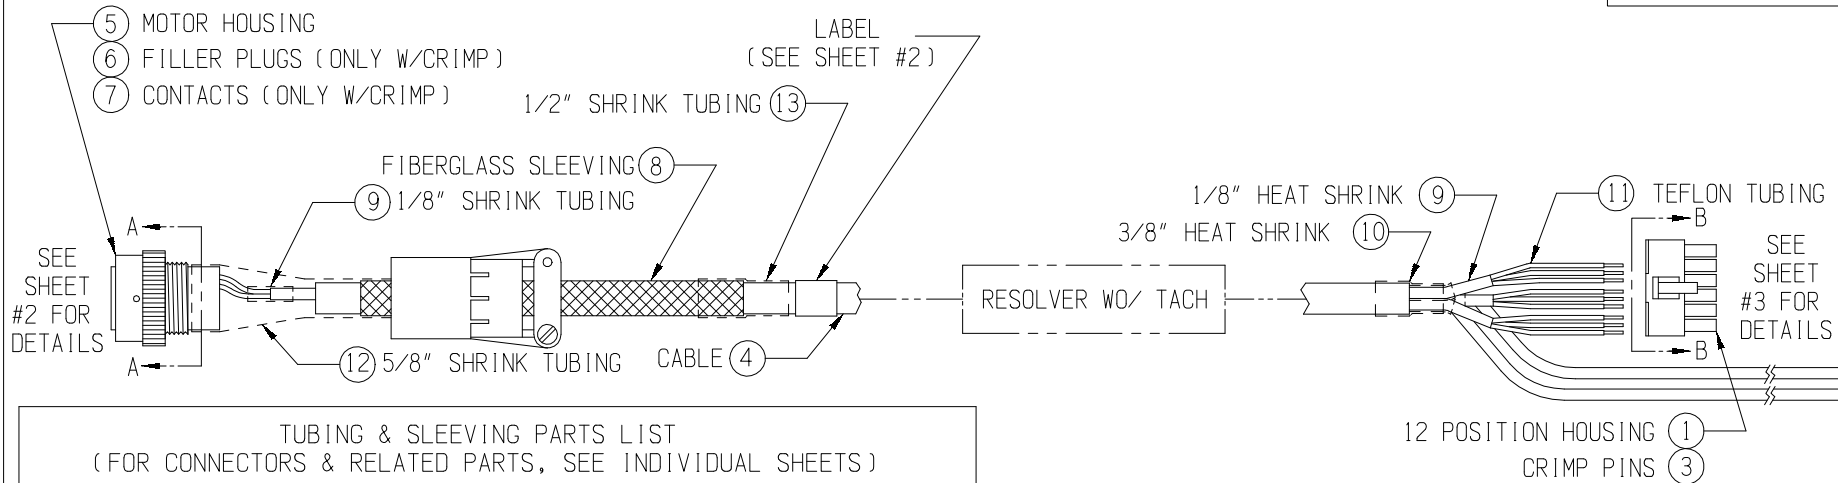 5 MOTOR HOUSING
6 FILLER PLUGS (ONLY W/CRIMP)
7 CONTACTS (ONLY W/CRIMP)
LABEL
(SEE SHEET #2)
1/2" SHRINK TUBING 13
FIBERGLASS SLEEVING 8
9 1/8" SHRINK TUBING
A
SEE
SHEET
#2 FOR
DETAILS
A
12 5/8" SHRINK TUBING
CABLE 4
RESOLVER WO/ TACH
1/8" HEAT SHRINK 9
3/8" HEAT SHRINK 10
11 TEFLON TUBING
B
SEE
SHEET
#3 FOR
DETAILS
B
12 POSITION HOUSING 1
CRIMP PINS 3
TUBING & SLEEVING PARTS LIST
(FOR CONNECTORS & RELATED PARTS, SEE INDIVIDUAL SHEETS)